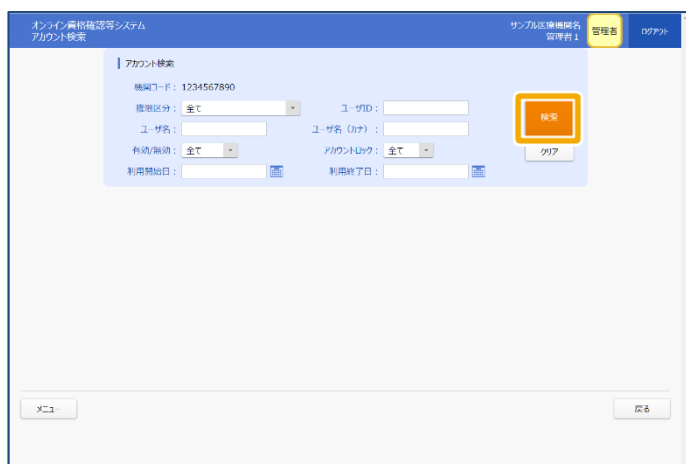 オンライン資格確認等システム
アカウント検索
サンプル医療機関名
管理者1
管理者
ログアウト
アカウント検索
機関コード： 1234567890
権限区分： 全て
ユーザID：
検索
ユーザ名：
ユーザ名（カナ）：
有効/無効： 全て
アカウントロック： 全て
クリア
利用開始日：
利用終了日：
メニュー
戻る